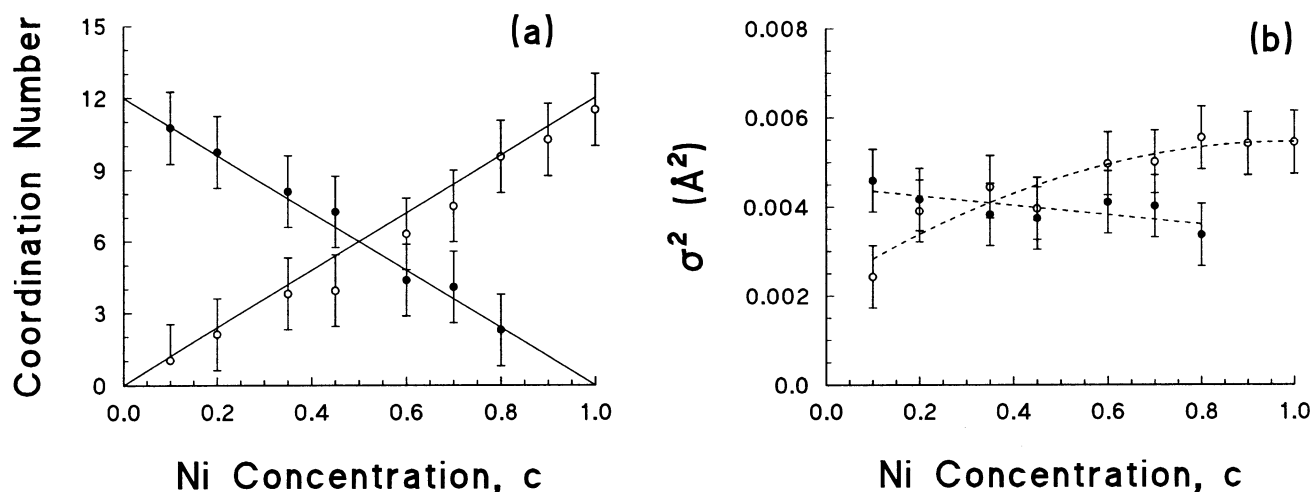 Coordination Number
15
12
9
6
3
0
(a)
0.0 0.2 0.4 0.6 0.8 1.0
Ni Concentration, c
σ² (Å²)
0.008
0.006
0.004
0.002
0.0
(b)
0.0 0.2 0.4 0.6 0.8 1.0
Ni Concentration, c